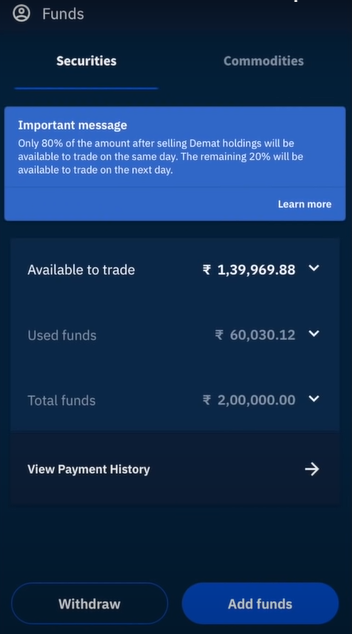 Funds
Securities
Commodities
Important message
Only 80% of the amount after selling Demat holdings will be
available to trade on the same day. The remaining 20% will be
available to trade on the next day.
Learn more
Available to trade ₹ 1,39,969.88
Used funds ₹ 60,030.12
Total funds ₹ 2,00,000.00
View Payment History
Withdraw
Add funds